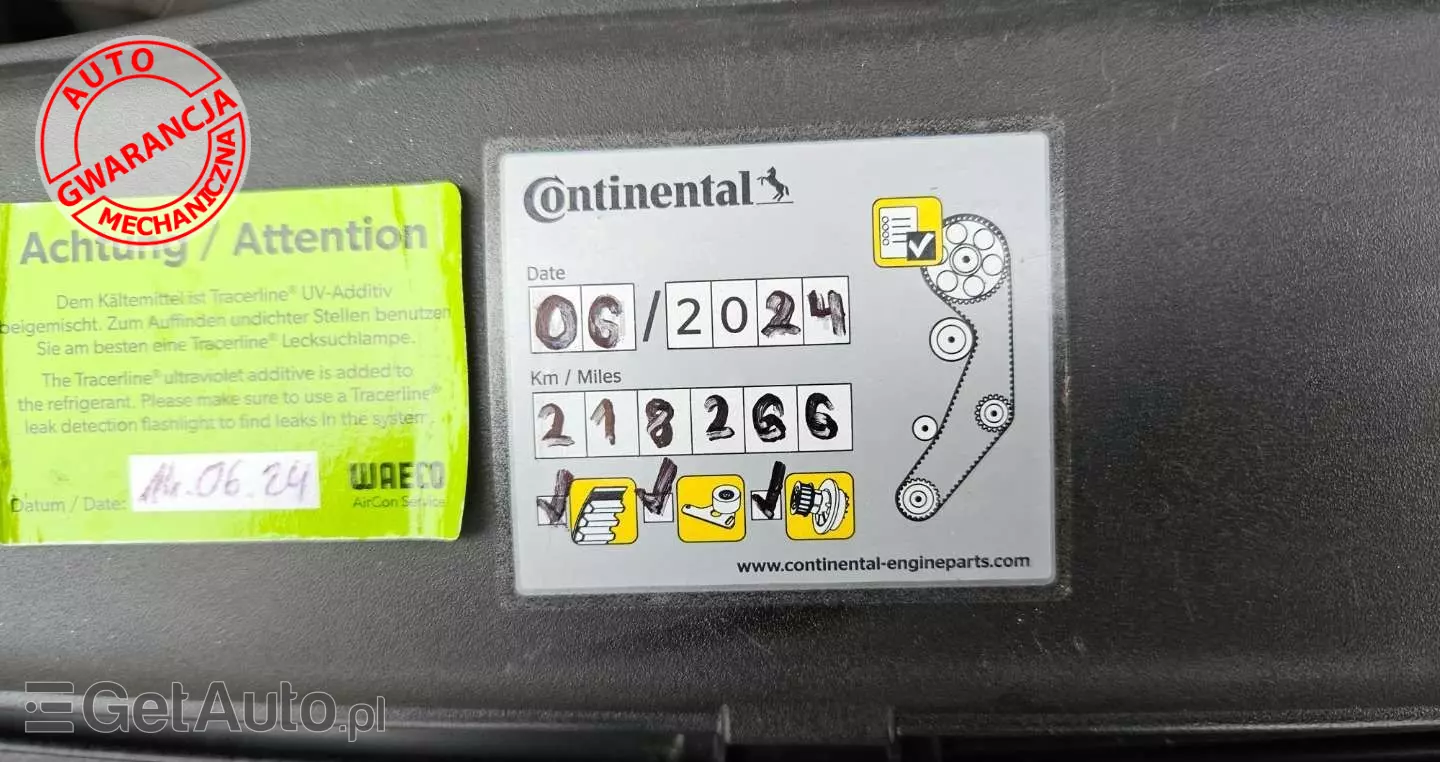 AUTO
GWARANCJA
MECHANICZNA
Achtung / Attention
Dem Kältemittel ist Tracerline® UV-Additiv
beigemischt. Zum Auffinden undichter Stellen benutzen
Sie am besten eine Tracerline® Lecksuchlampe.
The Tracerline® ultraviolet additive is added to
the refrigerant. Please make sure to use a Tracerline®
leak detection flashlight to find leaks in the system.
Datum / Date: .06.24
WAECO
AirCon Service
Continental
Date
06/2024
Km / Miles
218266
www.continental-engineparts.com
GetAuto.pl